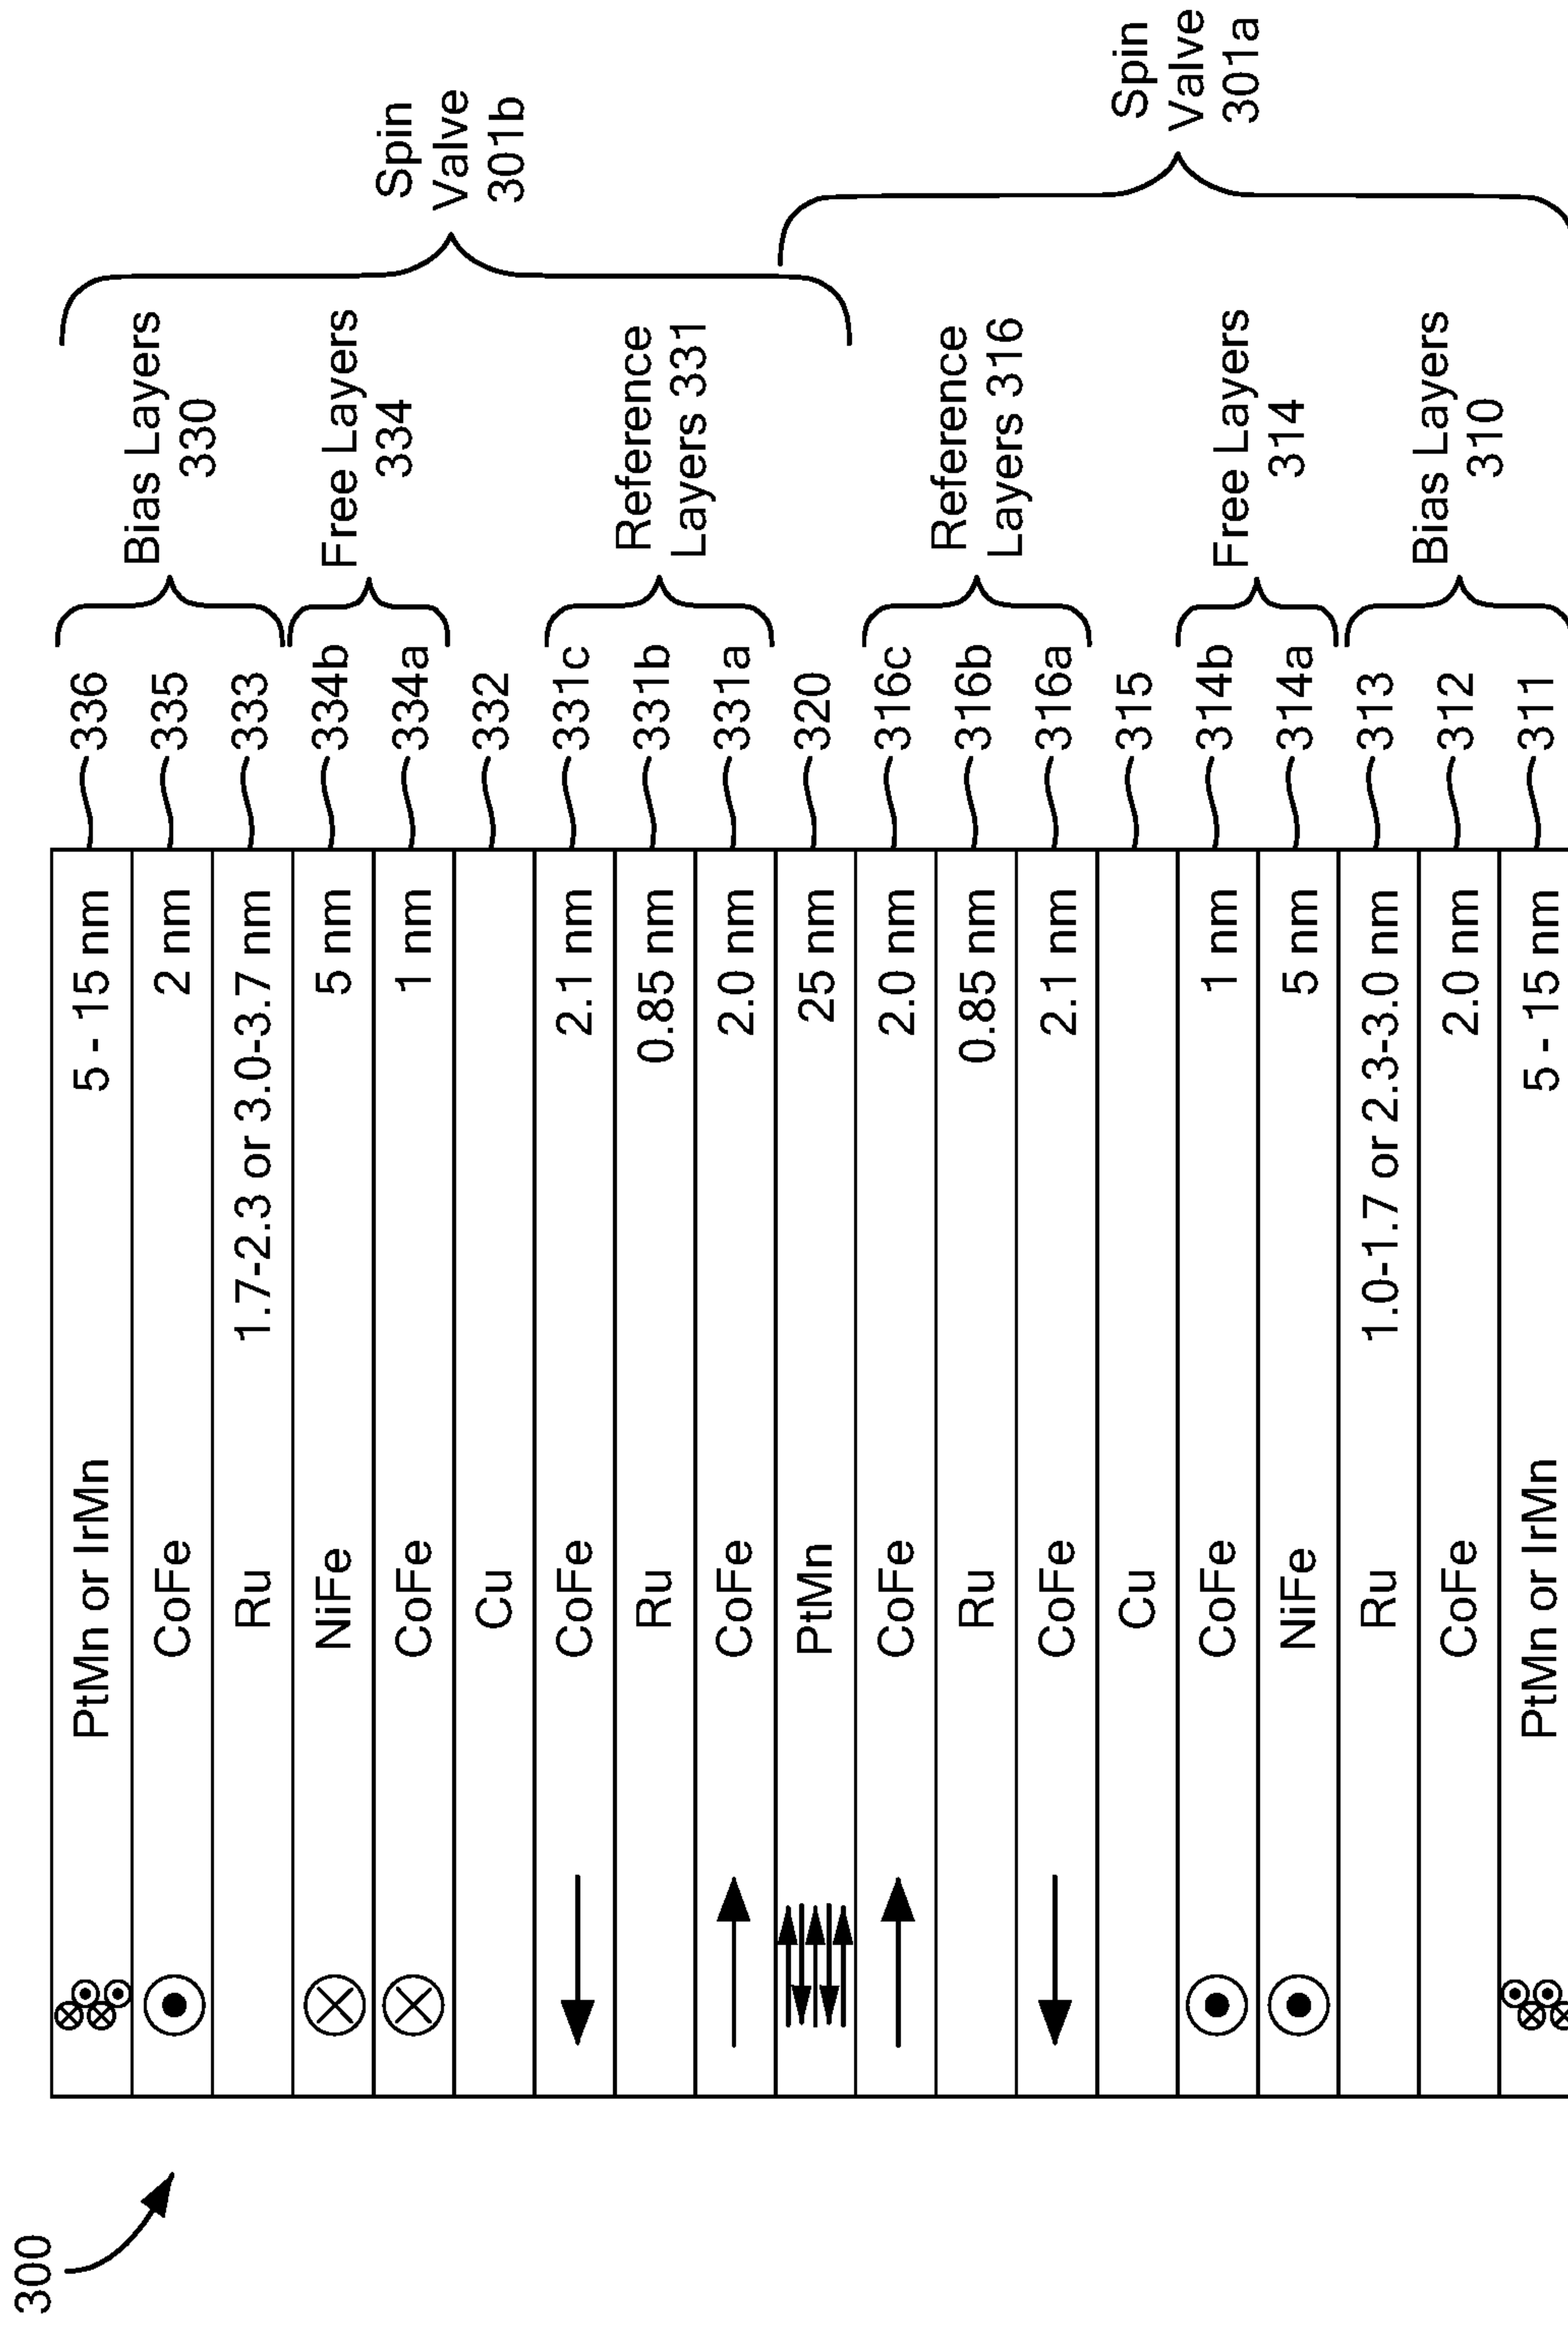 300
PtMn or IrMn 5 - 15 nm 336
CoFe 2 nm 335
Ru 1.7-2.3 or 3.0-3.7 nm 333
NiFe 5 nm 334b
CoFe 1 nm 334a
Cu 332
CoFe 2.1 nm 331c
Ru 0.85 nm 331b
CoFe 2.0 nm 331a
PtMn 25 nm 320
CoFe 2.0 nm 316c
Ru 0.85 nm 316b
CoFe 2.1 nm 316a
Cu 315
CoFe 1 nm 314b
NiFe 5 nm 314a
Ru 1.0-1.7 or 2.3-3.0 nm 313
CoFe 2.0 nm 312
PtMn or IrMn 5 - 15 nm 311
Bias Layers
330
Free Layers
334
Reference
Layers 331
Reference
Layers 316
Free Layers
314
Bias Layers
310
Spin
Valve
301b
Spin
Valve
301a